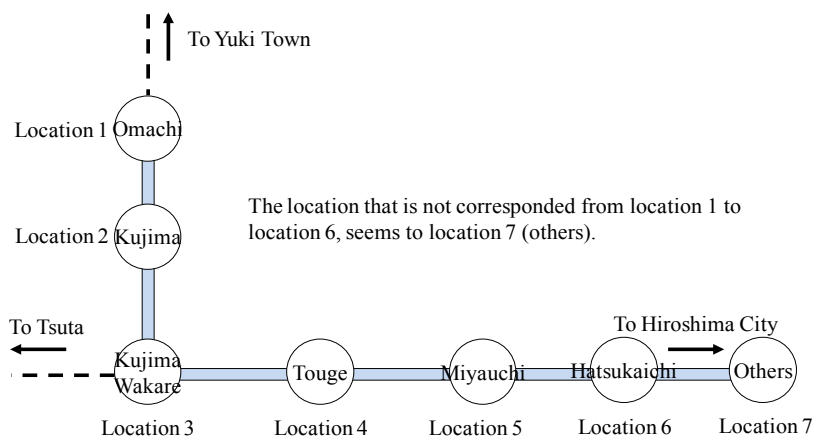 To Yuki Town
Location 1
Omachi
The location that is not corresponded from location 1 to
location 6, seems to location 7 (others).
Location 2
Kujima
To Tsuta
To Hiroshima City
Kujima
Wakare
Touge
Miyauchi
Hatsukaichi
Others
Location 3
Location 4
Location 5
Location 6
Location 7